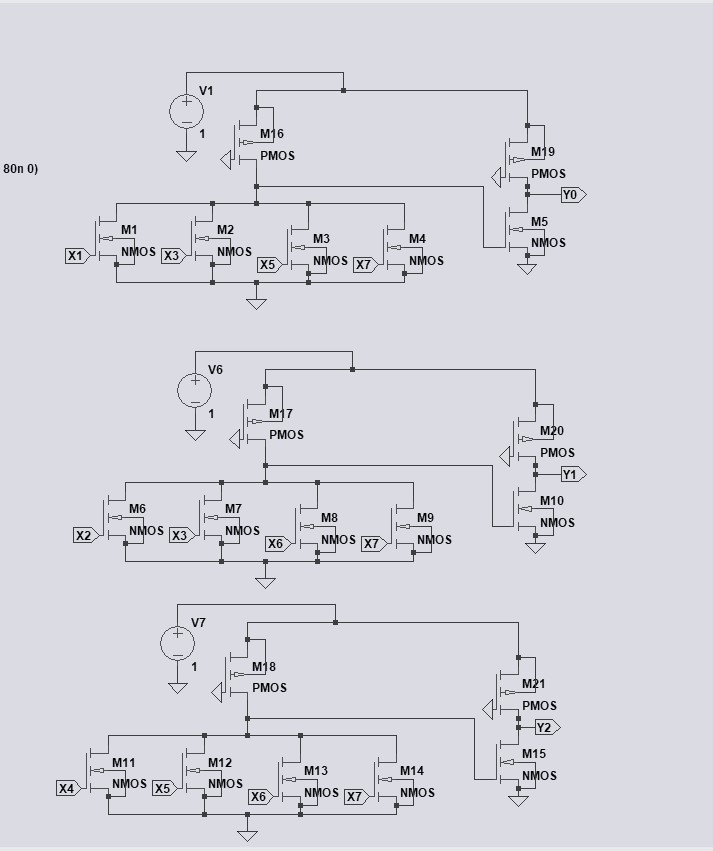 V1
1
M16
PMOS
M19
PMOS
80n 0)
Y0
M1
NMOS
M2
NMOS
M3
NMOS
M4
NMOS
M5
NMOS
X1
X3
X5
X7
V6
1
M17
PMOS
M20
PMOS
Y1
M6
NMOS
M7
NMOS
M8
NMOS
M9
NMOS
M10
NMOS
X2
X3
X6
X7
V7
1
M18
PMOS
M21
PMOS
Y2
M11
NMOS
M12
NMOS
M13
NMOS
M14
NMOS
M15
NMOS
X4
X5
X6
X7